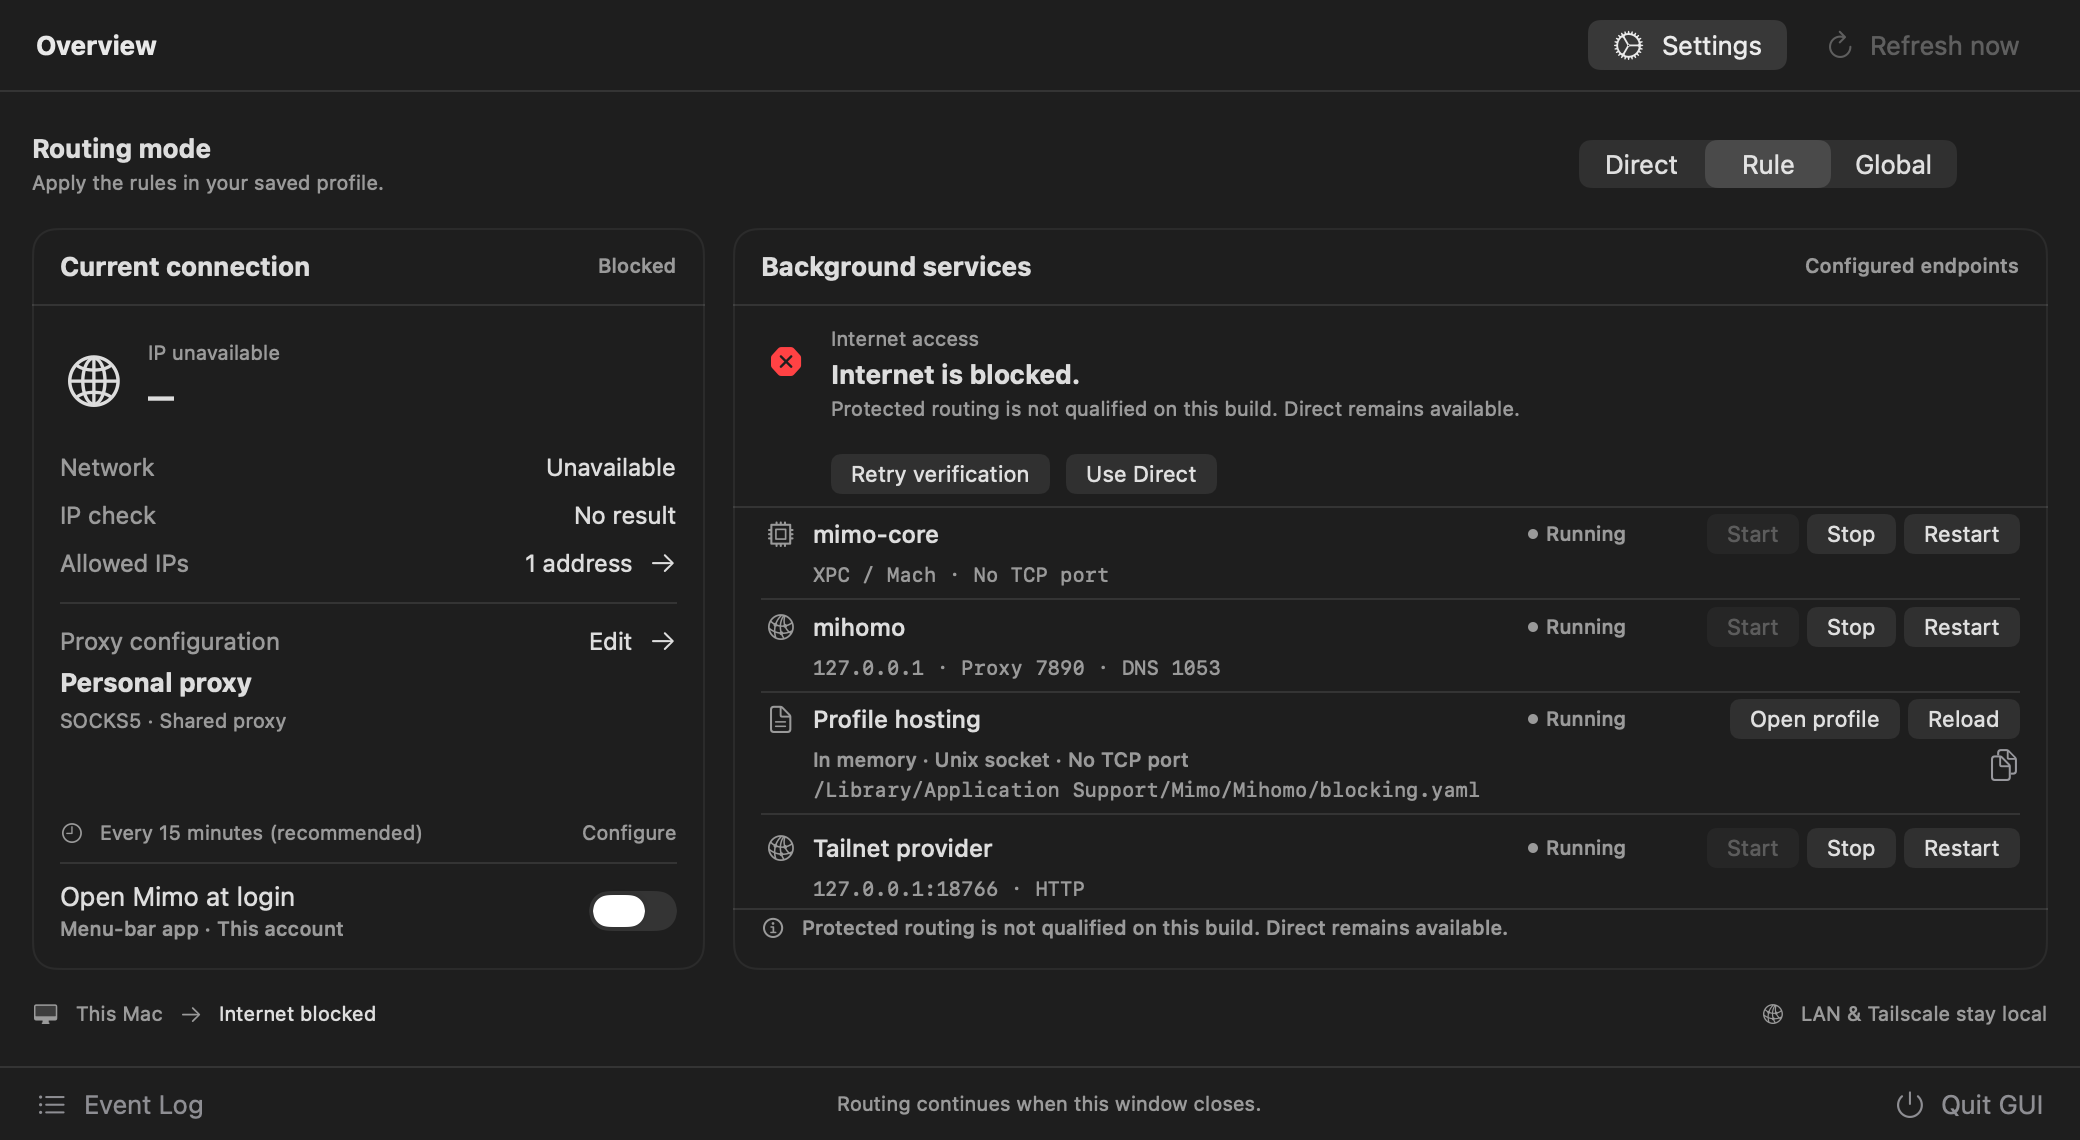 Overview
Settings
Refresh now
Routing mode
Apply the rules in your saved profile.
Direct
Rule
Global
Current connection
Blocked
IP unavailable
—
Network
Unavailable
IP check
No result
Allowed IPs
1 address →
Proxy configuration
Edit →
Personal proxy
SOCKS5 · Shared proxy
Every 15 minutes (recommended)
Configure
Open Mimo at login
Menu-bar app · This account
Background services
Configured endpoints
Internet access
Internet is blocked.
Protected routing is not qualified on this build. Direct remains available.
Retry verification
Use Direct
mimo-core
Running
Start
Stop
Restart
XPC / Mach · No TCP port
mihomo
Running
Start
Stop
Restart
127.0.0.1 · Proxy 7890 · DNS 1053
Profile hosting
Running
Open profile
Reload
In memory · Unix socket · No TCP port
/Library/Application Support/Mimo/Mihomo/blocking.yaml
Tailnet provider
Running
Start
Stop
Restart
127.0.0.1:18766 · HTTP
Protected routing is not qualified on this build. Direct remains available.
This Mac → Internet blocked
LAN & Tailscale stay local
Event Log
Routing continues when this window closes.
Quit GUI